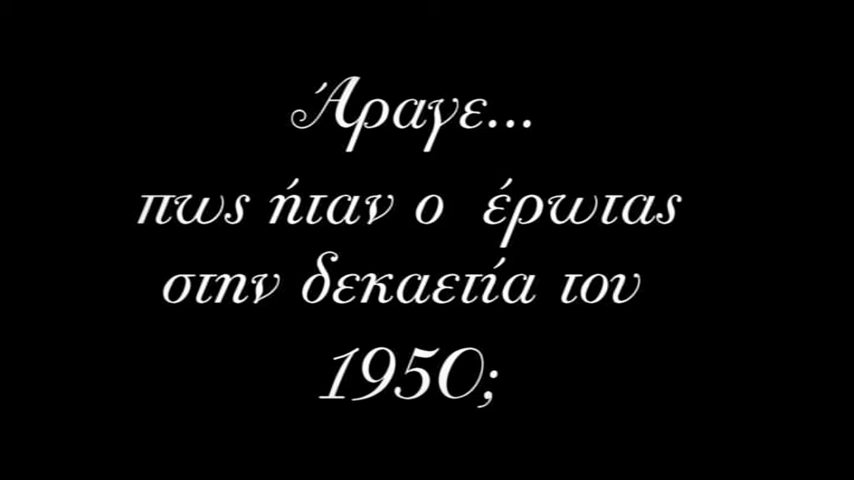 Άραγε...
πως ήταν ο έρωτας
στην δεκαετία του
1950;